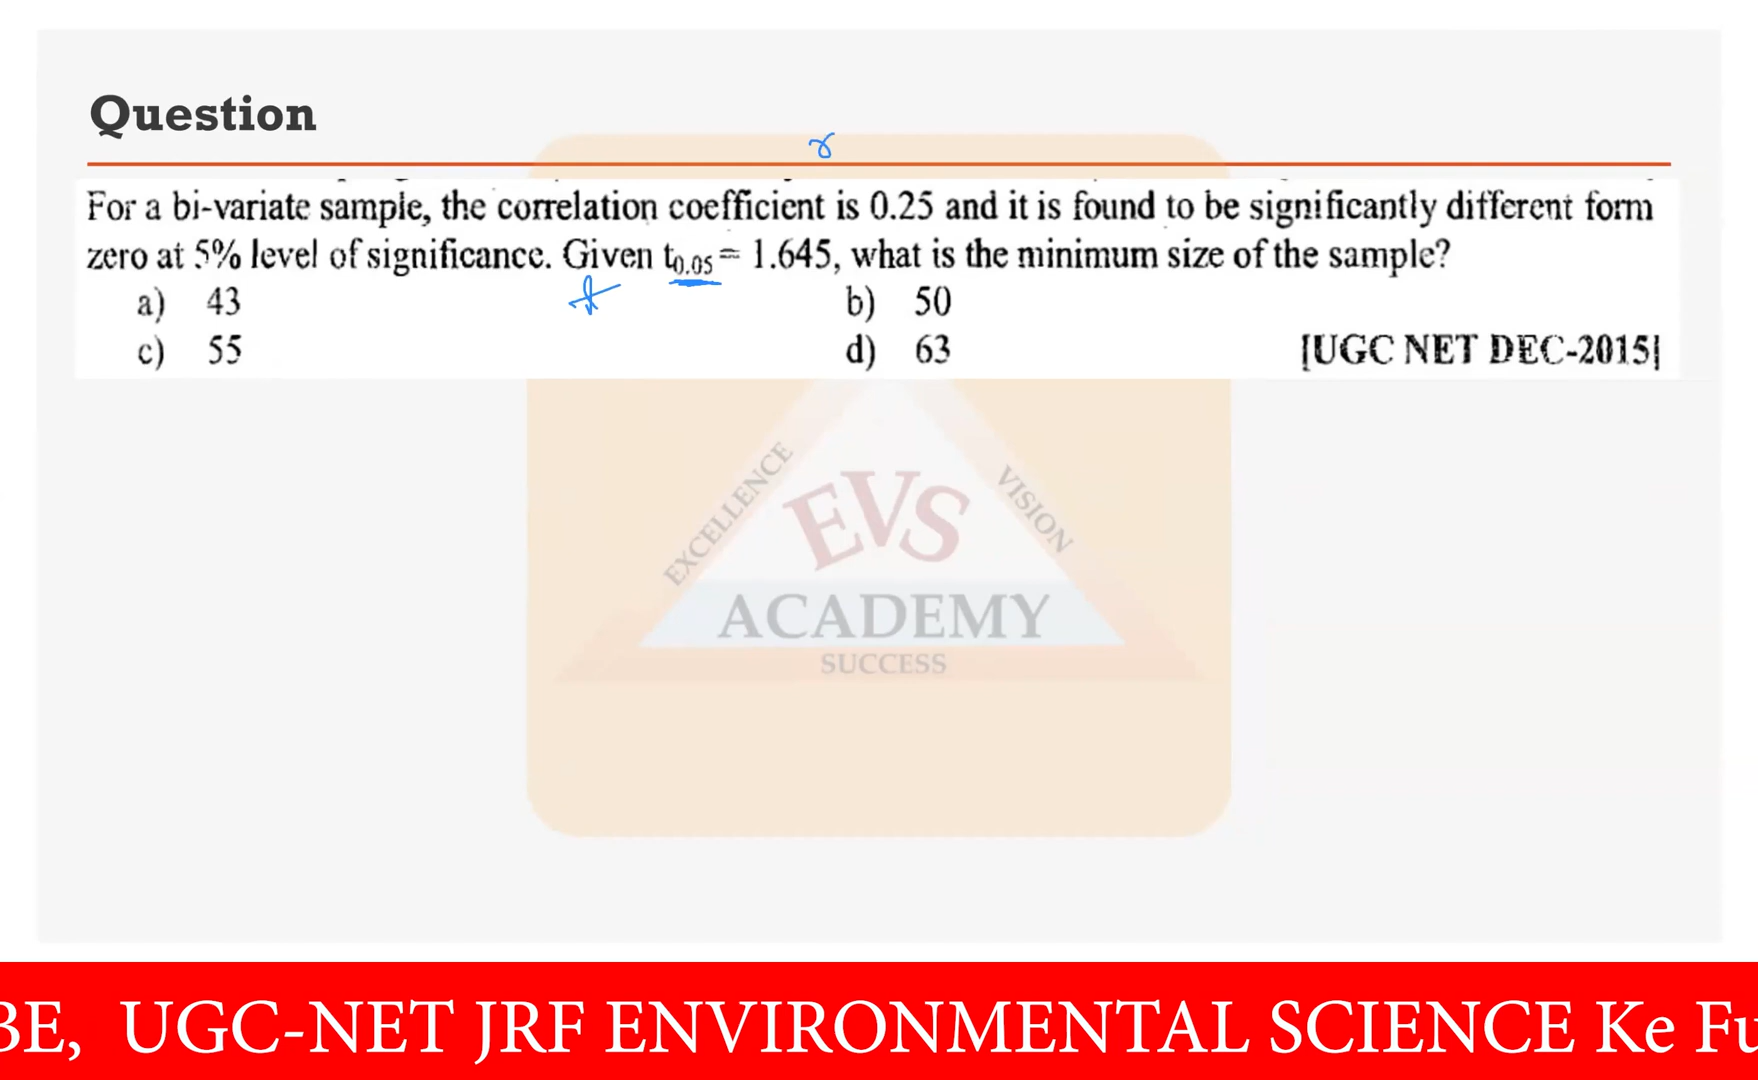 Question
r
For a bi-variate sample, the correlation coefficient is 0.25 and it is found to be significantly different form
zero at 5% level of significance. Given t0.05 = 1.645, what is the minimum size of the sample?
a) 43
b) 50
c) 55
d) 63
[UGC NET DEC-2015]
EXCELLENCE
VISION
EVS
ACADEMY
SUCCESS
BE, UGC-NET JRF ENVIRONMENTAL SCIENCE Ke Fu